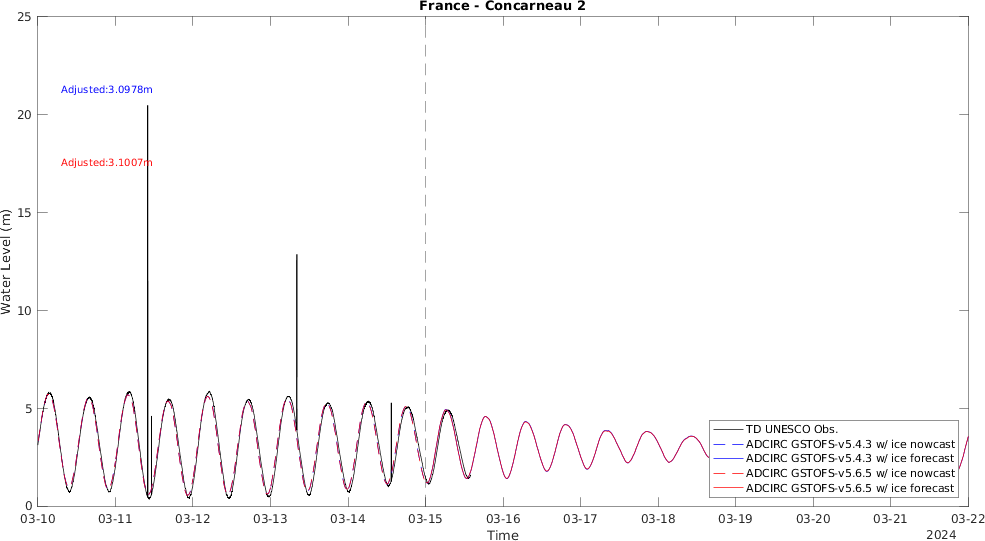 France - Concarneau 2
25
20
15
10
5
0
Water Level (m)
Adjusted:3.0978m
Adjusted:3.1007m
TD UNESCO Obs.
ADCIRC GSTOFS-v5.4.3 w/ ice nowcast
ADCIRC GSTOFS-v5.4.3 w/ ice forecast
ADCIRC GSTOFS-v5.6.5 w/ ice nowcast
ADCIRC GSTOFS-v5.6.5 w/ ice forecast
03-10 03-11 03-12 03-13 03-14 03-15 03-16 03-17 03-18 03-19 03-20 03-21 03-22
Time
2024